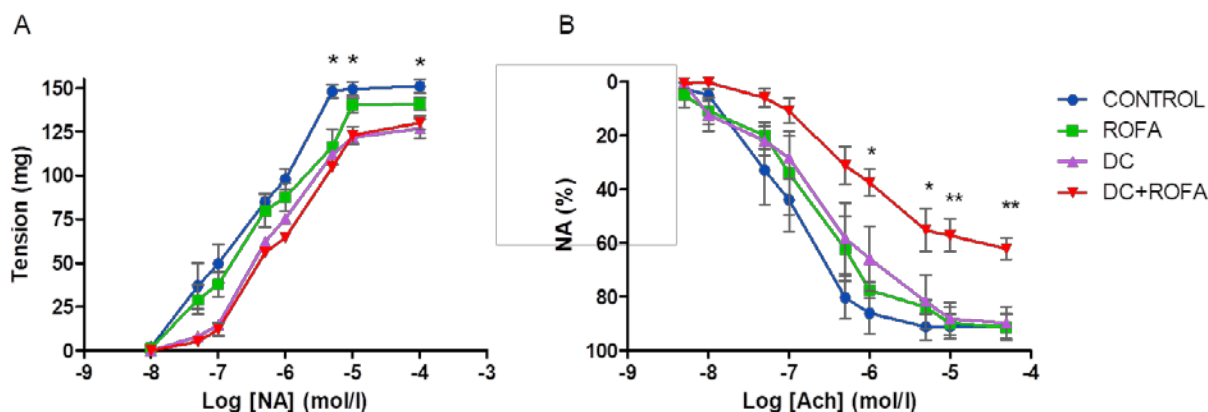 A
B
* * *
150
125
100
75
50
25
0
Tension (mg)
-9 -8 -7 -6 -5 -4 -3
Log [NA] (mol/l)
0
20
40
60
80
100
NA (%)
* * ** **
-9 -8 -7 -6 -5 -4
Log [Ach] (mol/l)
CONTROL
ROFA
DC
DC+ROFA